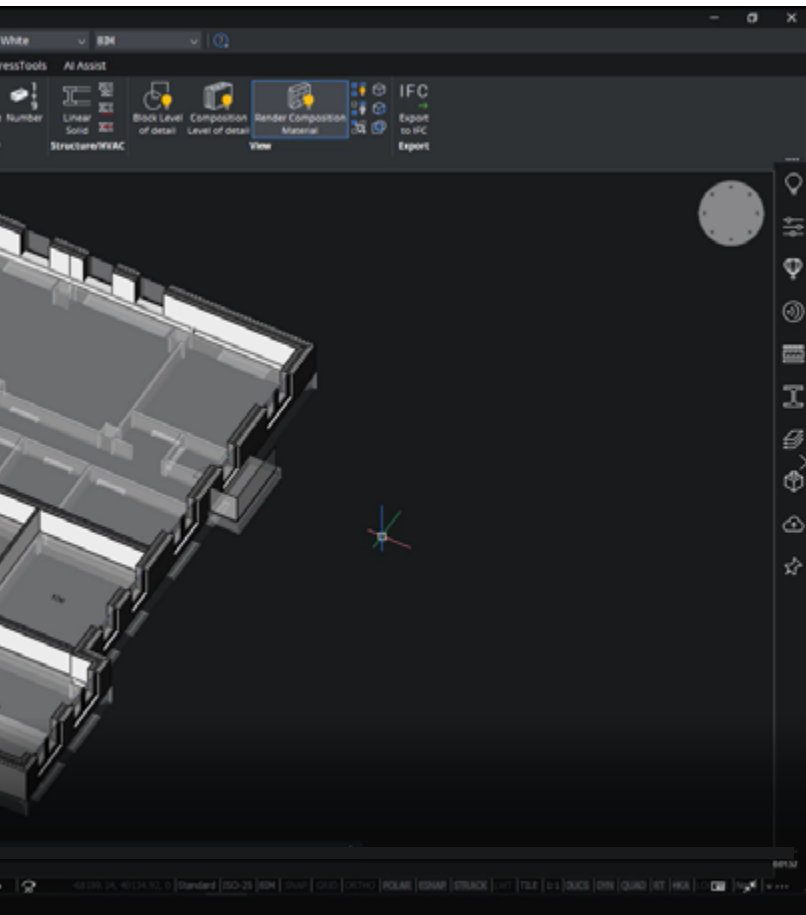 White BIM
ressTools AI Assist
Number
Linear Solid
Structure/HVAC
Block Level of detail
Composition Level of detail
Render Composition Material
View
IFC
Export to IFC
Export
Standard ISO-25 BIM SNAP GRID ORTHO POLAR ESNAP STRACK LWT TILE 1:1 DUCS DYN QUAD RT HKA